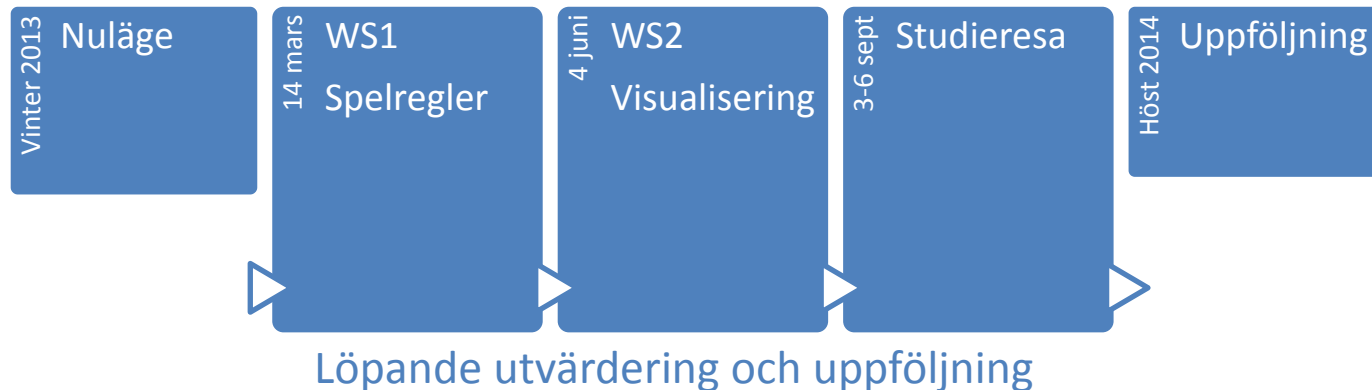 Vinter 2013
Nuläge
14 mars
WS1
Spelregler
4 juni
WS2
Visualisering
3-6 sept
Studieresa
Höst 2014
Uppföljning
Löpande utvärdering och uppföljning